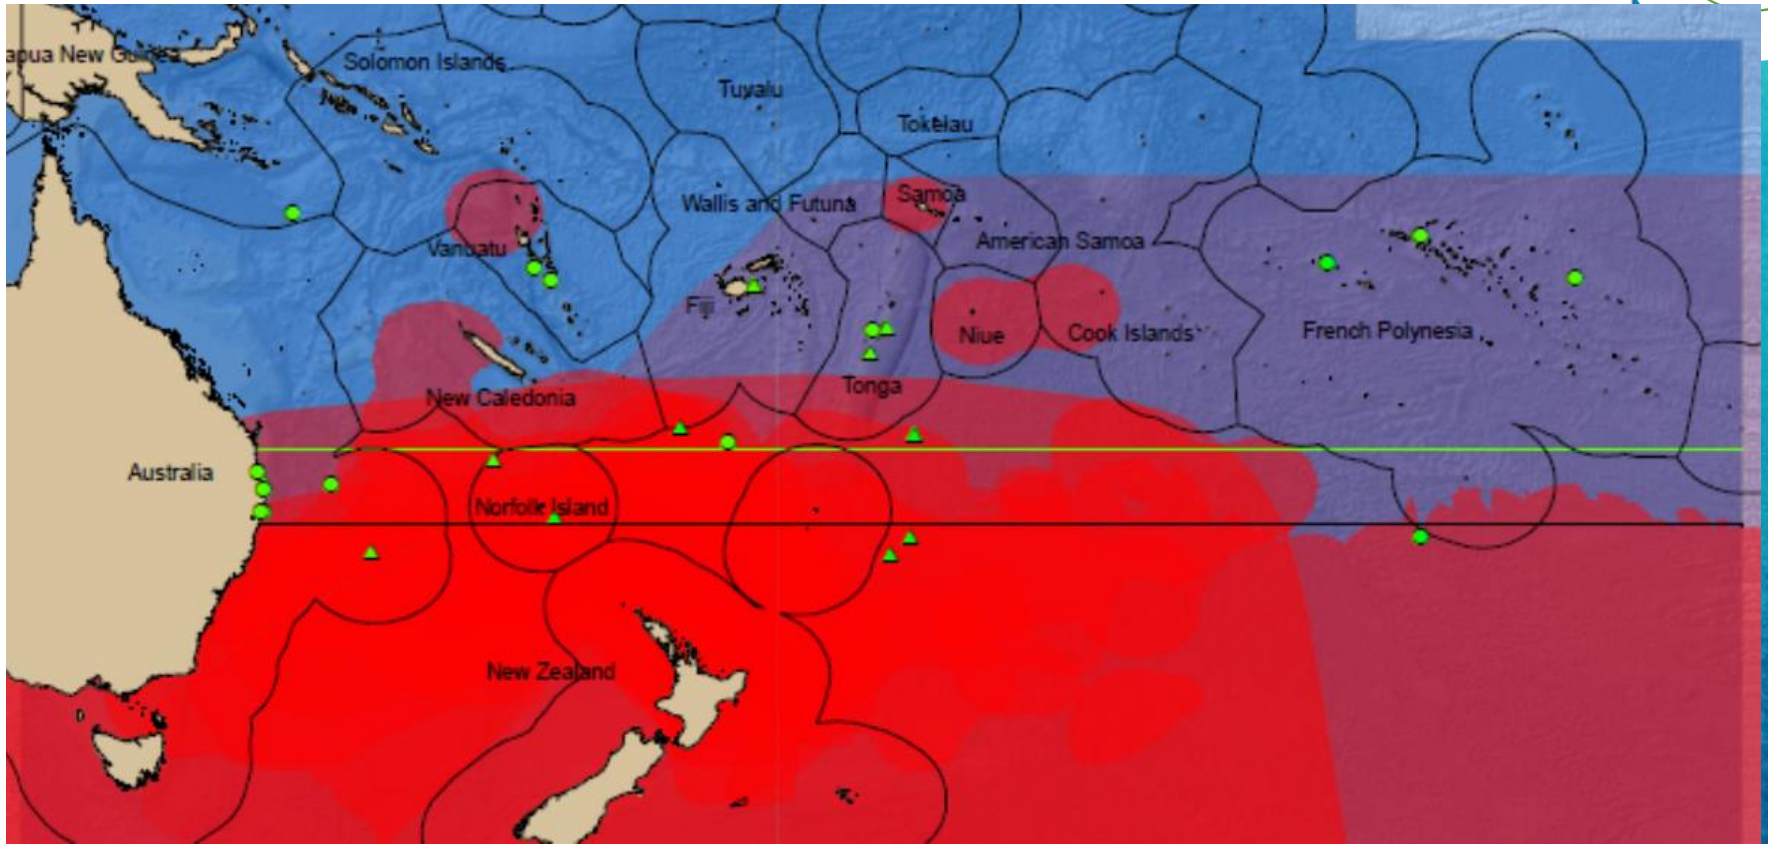 apua New Guinea
Solomon Islands
Tuvalu
Tokelau
Wallis and Futuna
Samoa
Vanuatu
American Samoa
Fiji
Niue
Cook Islands
French Polynesia
Tonga
New Caledonia
Australia
Norfolk Island
New Zealand